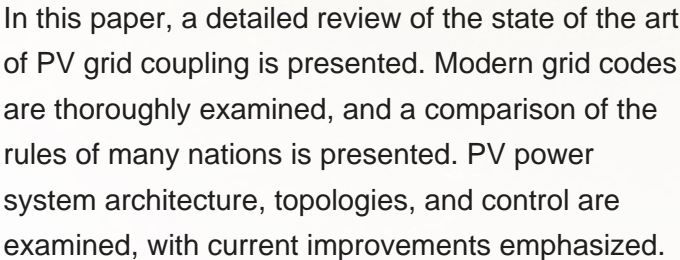 In this paper, a detailed review of the state of the art
of PV grid coupling is presented. Modern grid codes
are thoroughly examined, and a comparison of the
rules of many nations is presented. PV power
system architecture, topologies, and control are
examined, with current improvements emphasized.